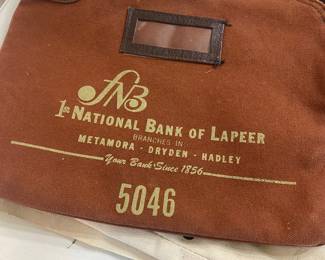 FNB
1st NATIONAL BANK OF LAPEER
BRANCHES IN
METAMORA - DRYDEN - HADLEY
Your Bank Since 1856
5046